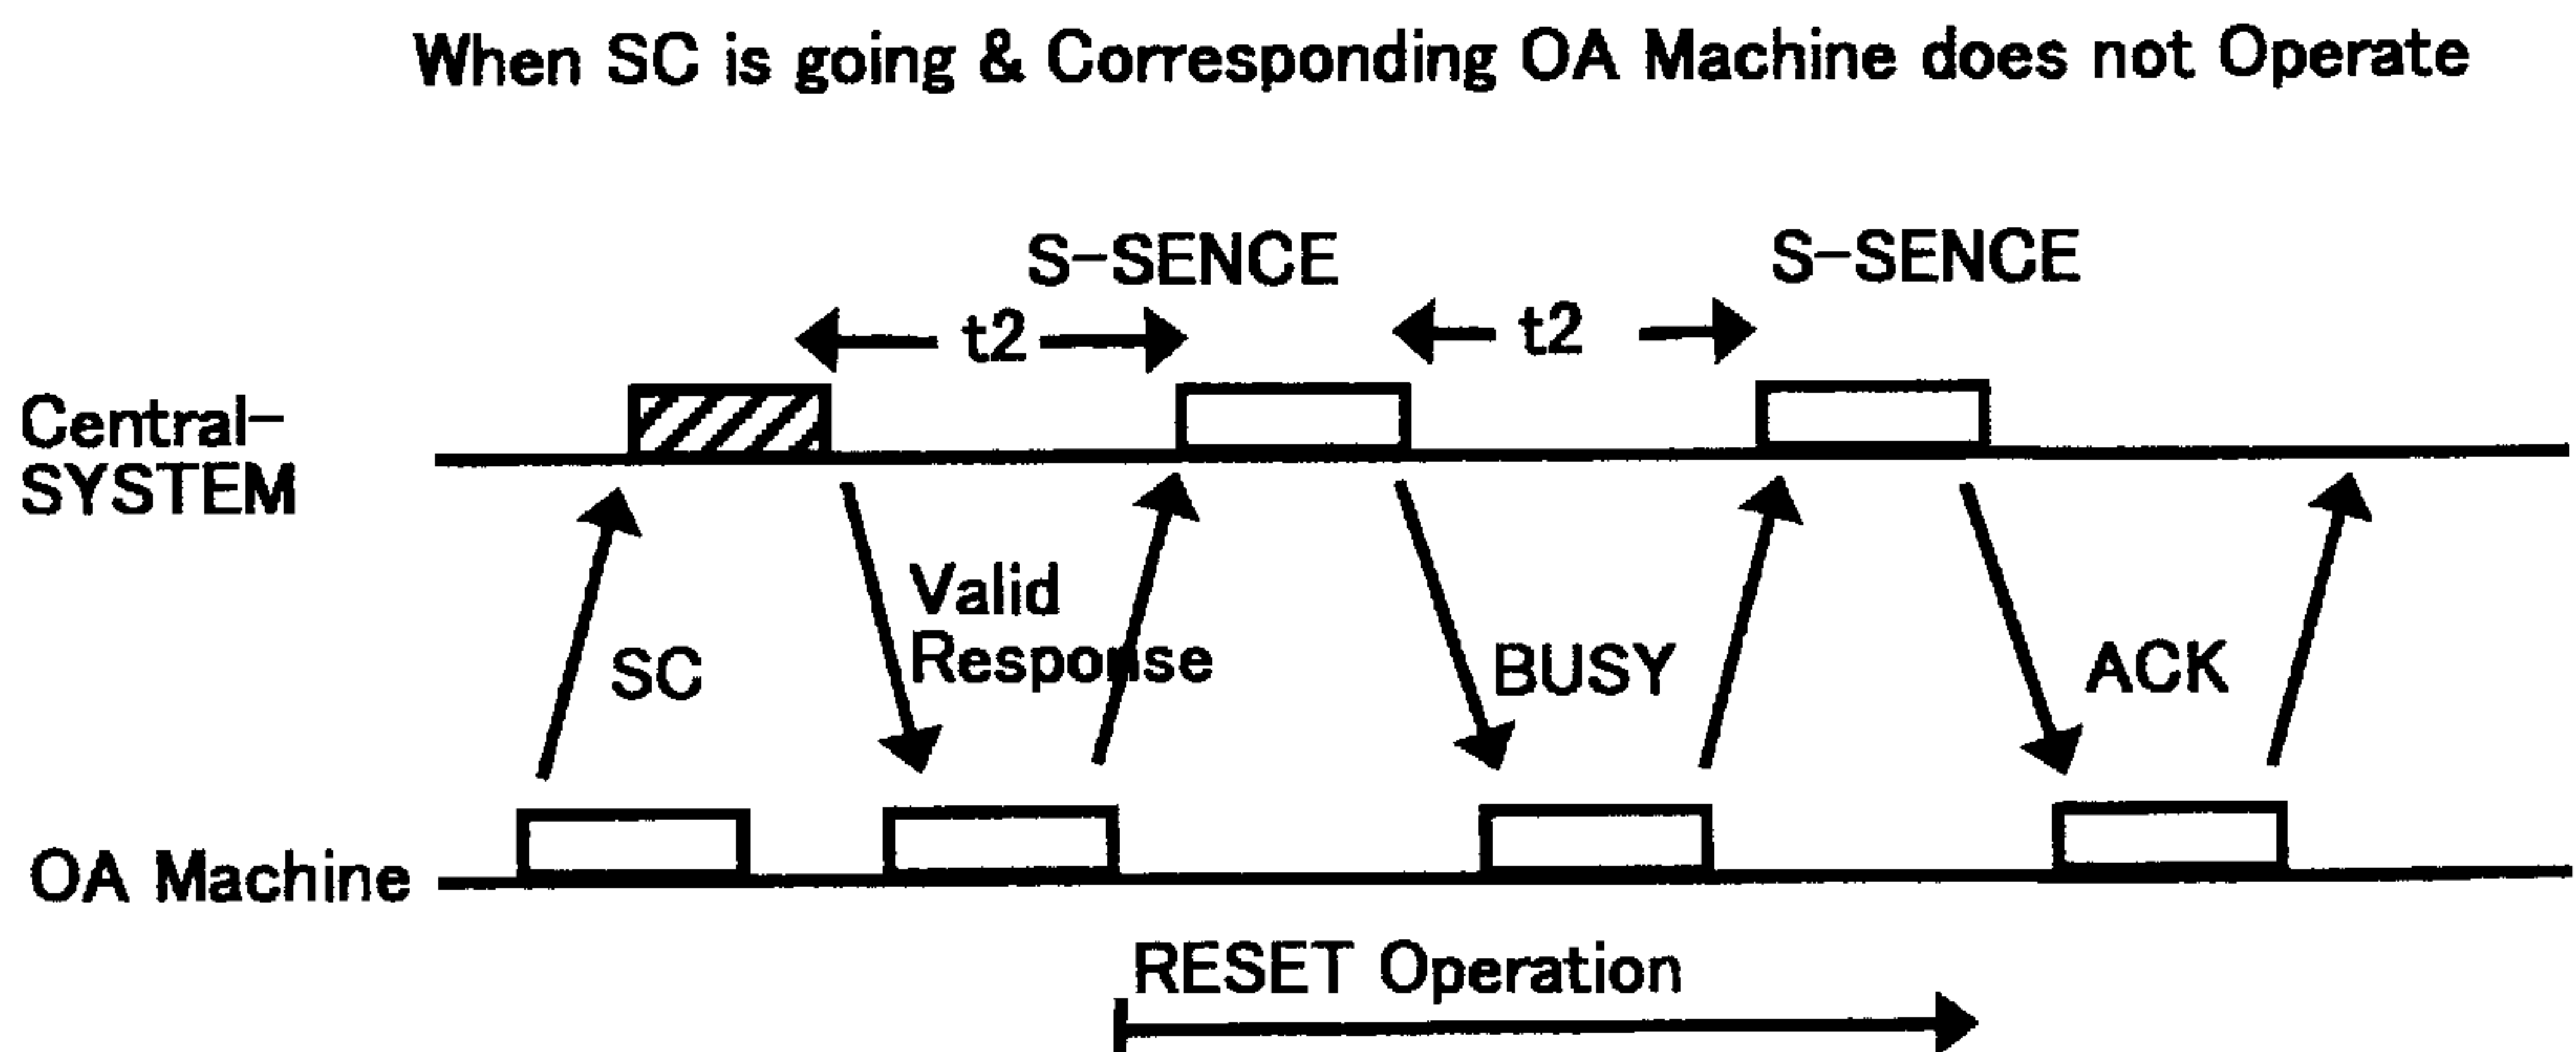 When SC is going & Corresponding OA Machine does not Operate
S-SENCE
S-SENCE
t2
t2
Central-
SYSTEM
Valid
Response
SC
BUSY
ACK
OA Machine
RESET Operation